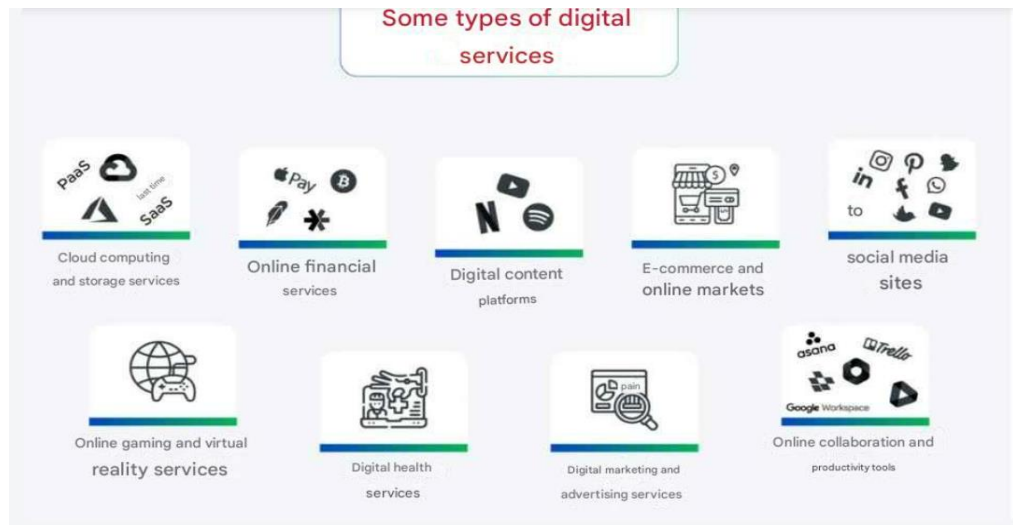 Some types of digital
services
PaaS
last time
SaaS
Cloud computing
and storage services
Pay
Online financial
services
N
Digital content
platforms
$
E-commerce and
online markets
in
to
social media
sites
Online gaming and virtual
reality services
Digital health
services
pain
Digital marketing and
advertising services
asana
Trello
Google Workspace
Online collaboration and
productivity tools